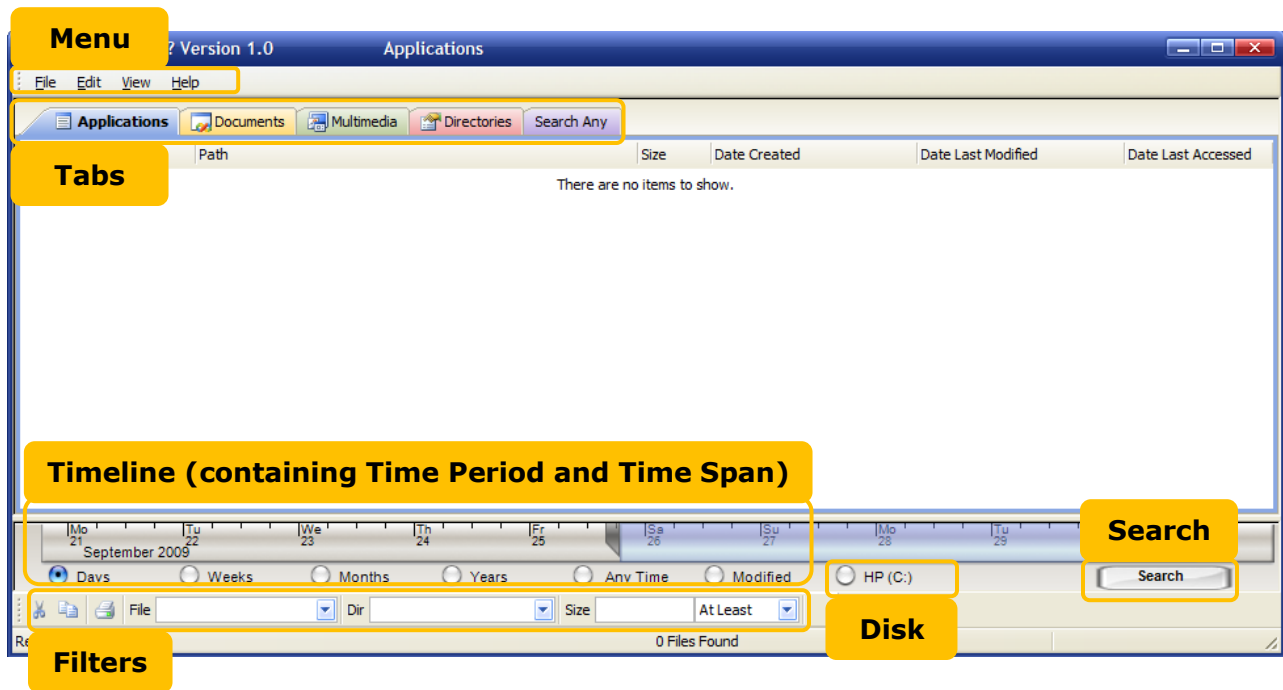 Menu
? Version 1.0 Applications
File Edit View Help
Applications Documents Multimedia Directories Search Any
Tabs
Path Size Date Created Date Last Modified Date Last Accessed
There are no items to show.
Timeline (containing Time Period and Time Span)
Search
Mo Tu We Th Fr Sa Su Mo Tu
21 22 23 24 25 26 27 28 29
September 2009
Days Weeks Months Years Any Time Modified HP (C:) Search
File Dir Size At Least
Disk
0 Files Found
Filters